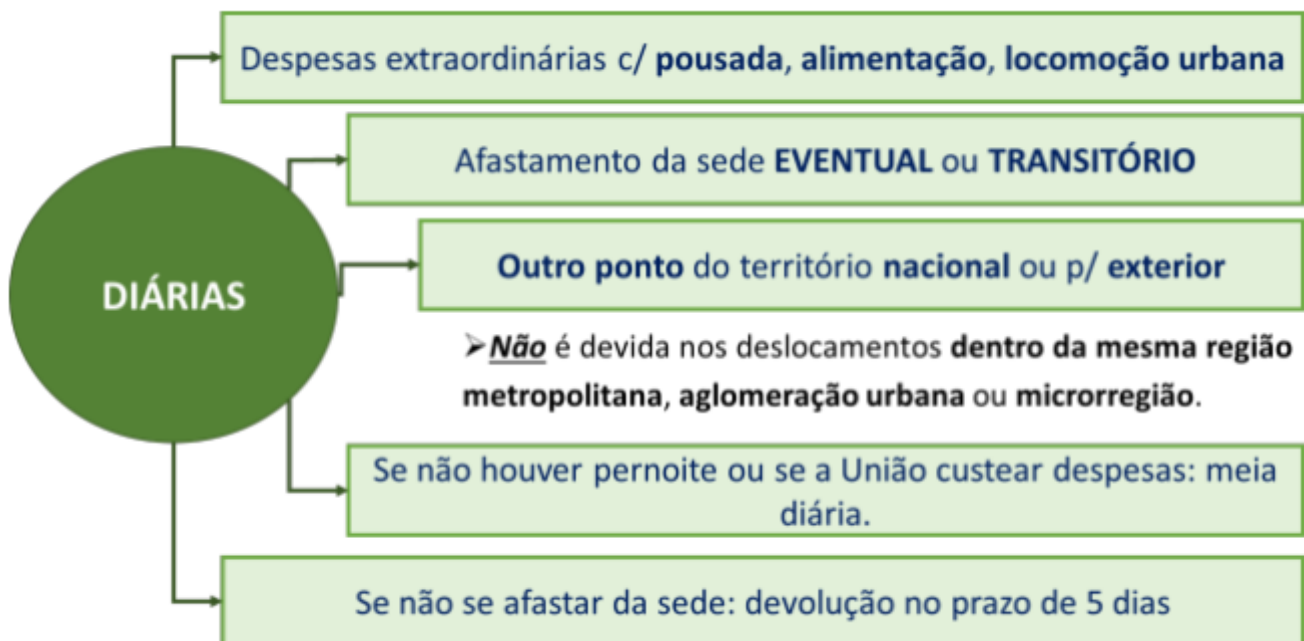 Despesas extraordinárias c/ pousada, alimentação, locomoção urbana
Afastamento da sede EVENTUAL ou TRANSITÓRIO
Outro ponto do território nacional ou p/ exterior
DIÁRIAS
➢Não é devida nos deslocamentos dentro da mesma região
metropolitana, aglomeração urbana ou microrregião.
Se não houver pernoite ou se a União custear despesas: meia
diária.
Se não se afastar da sede: devolução no prazo de 5 dias